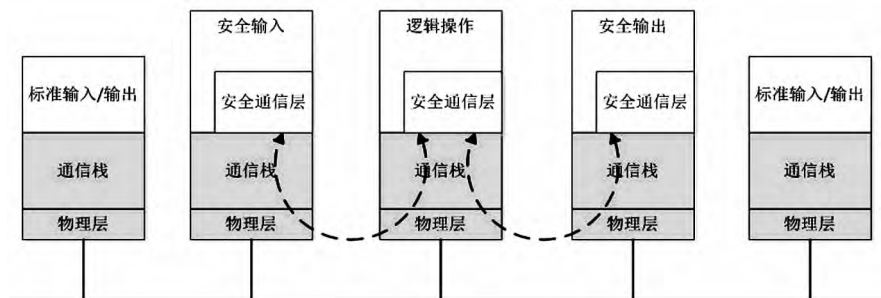 安全输入
逻辑操作
安全输出
标准输入/输出
安全通信层
安全通信层
安全通信层
标准输入/输出
通信栈
通信栈
通信栈
通信栈
通信栈
物理层
物理层
物理层
物理层
物理层